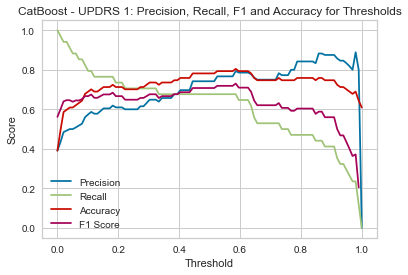 CatBoost - UPDRS 1: Precision, Recall, F1 and Accuracy for Thresholds
1.0
0.8
0.6
0.4
0.2
0.0
Score
Precision
Recall
Accuracy
F1 Score
0.0 0.2 0.4 0.6 0.8 1.0
Threshold